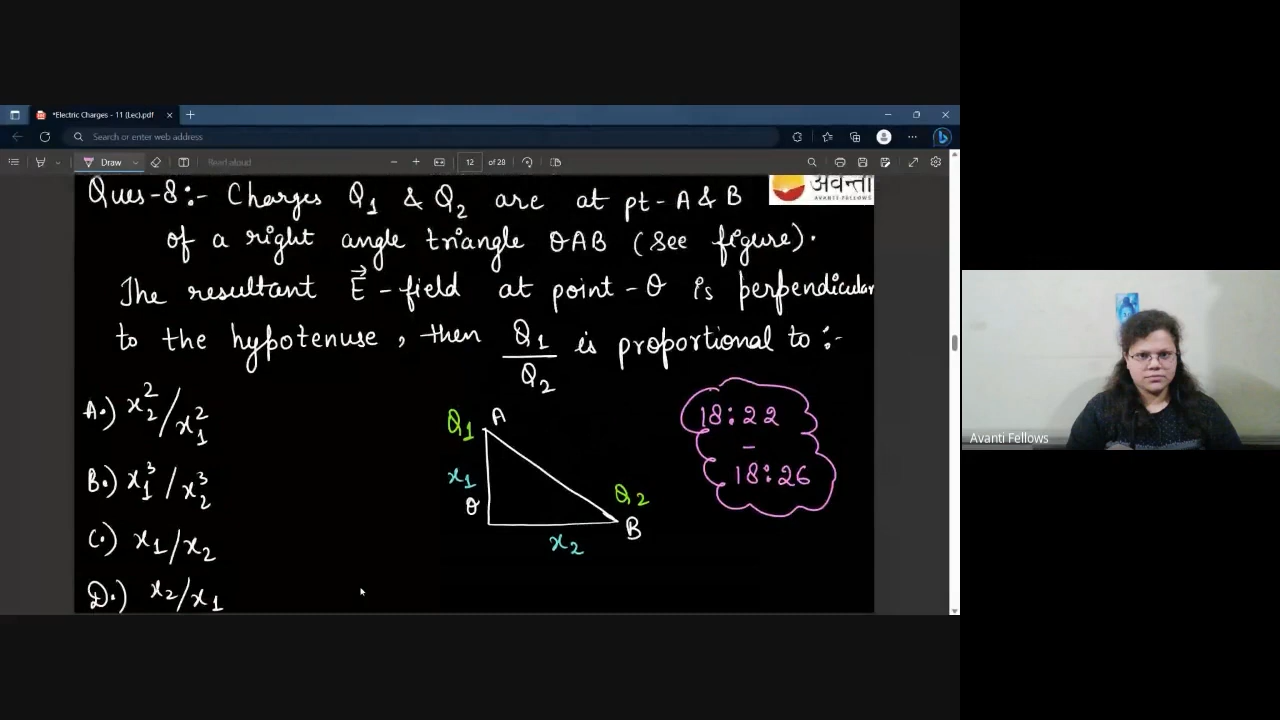 *Electric Charges - 11 (Lec).pdf
Search or enter web address
Draw
Read aloud
12 of 28
अवन्ती
AVANTI FELLOWS
Ques-8:- Charges Q1 & Q2 are at pt - A & B
of a right angle triangle OAB (See figure).
The resultant E⃗ - field at point - O is perpendicular
to the hypotenuse, then Q1/Q2 is proportional to :-
A.) x2²/x1²
B.) x1³/x2³
C.) x1/x2
D.) x2/x1
Q1 A
x1
O
x2
Q2
B
18:22
-
18:26
Avanti Fellows